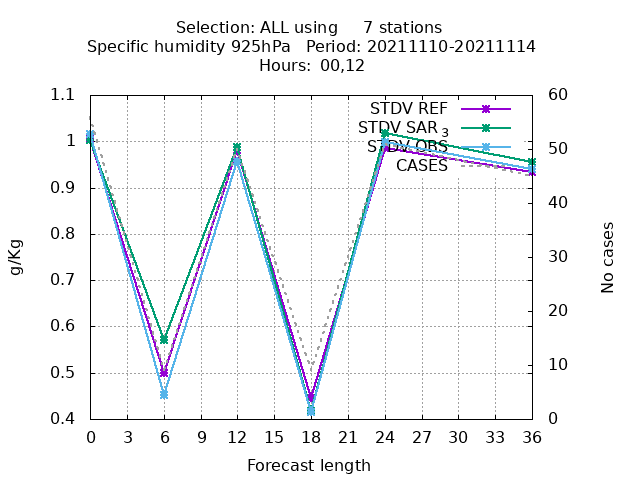 Selection: ALL using 7 stations
Specific humidity 925hPa Period: 20211110-20211114
Hours: 00,12
1.1
1
0.9
0.8
0.7
0.6
0.5
0.4
g/Kg
60
50
40
30
20
10
0
No cases
STDV REF
STDV SAR3
STDV OBS
CASES
0 3 6 9 12 15 18 21 24 27 30 33 36
Forecast length